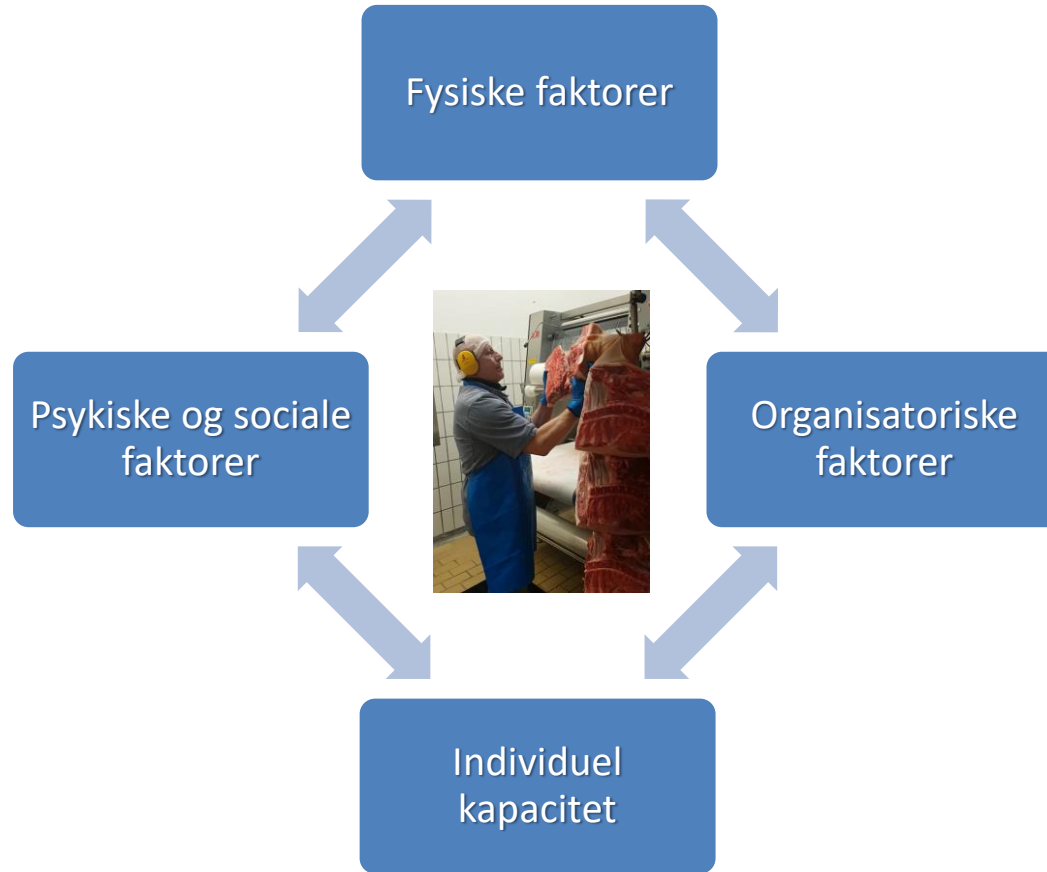 Fysiske faktorer
Psykiske og sociale
faktorer
Organisatoriske
faktorer
Individuel
kapacitet